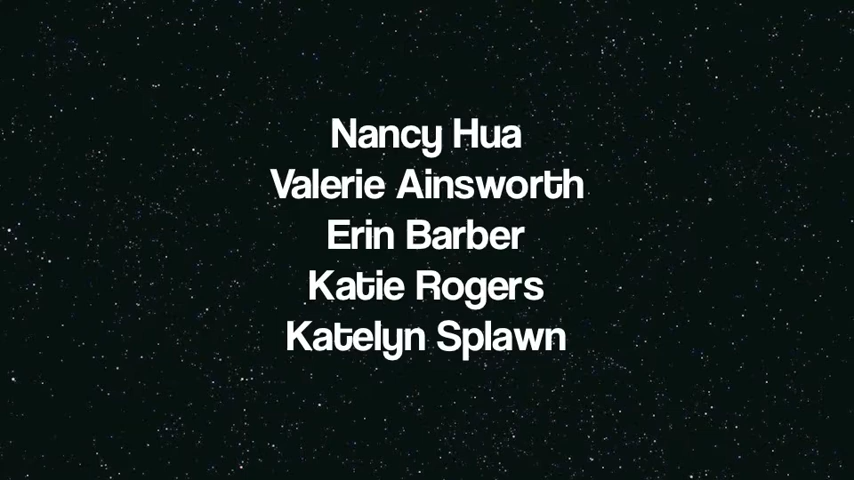 Nancy Hua
Valerie Ainsworth
Erin Barber
Katie Rogers
Katelyn Splawn